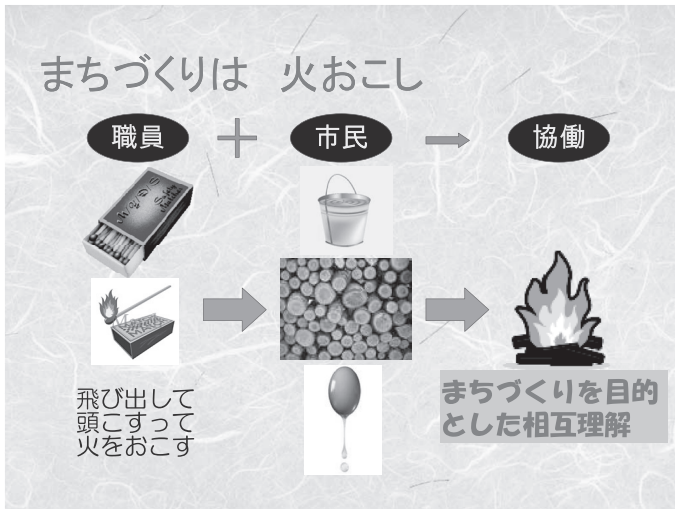 まちづくりは　火おこし
職員 ＋ 市民 → 協働
飛び出して
頭こすって
火をおこす
まちづくりを目的
とした相互理解